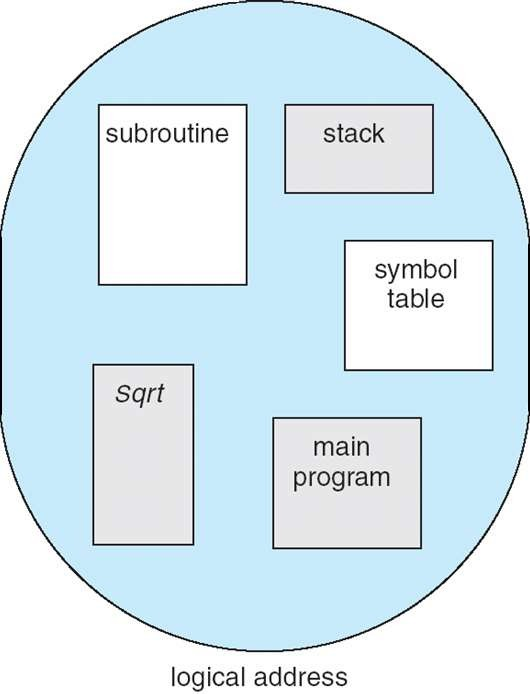 subroutine
stack
symbol
table
Sqrt
main
program
logical address